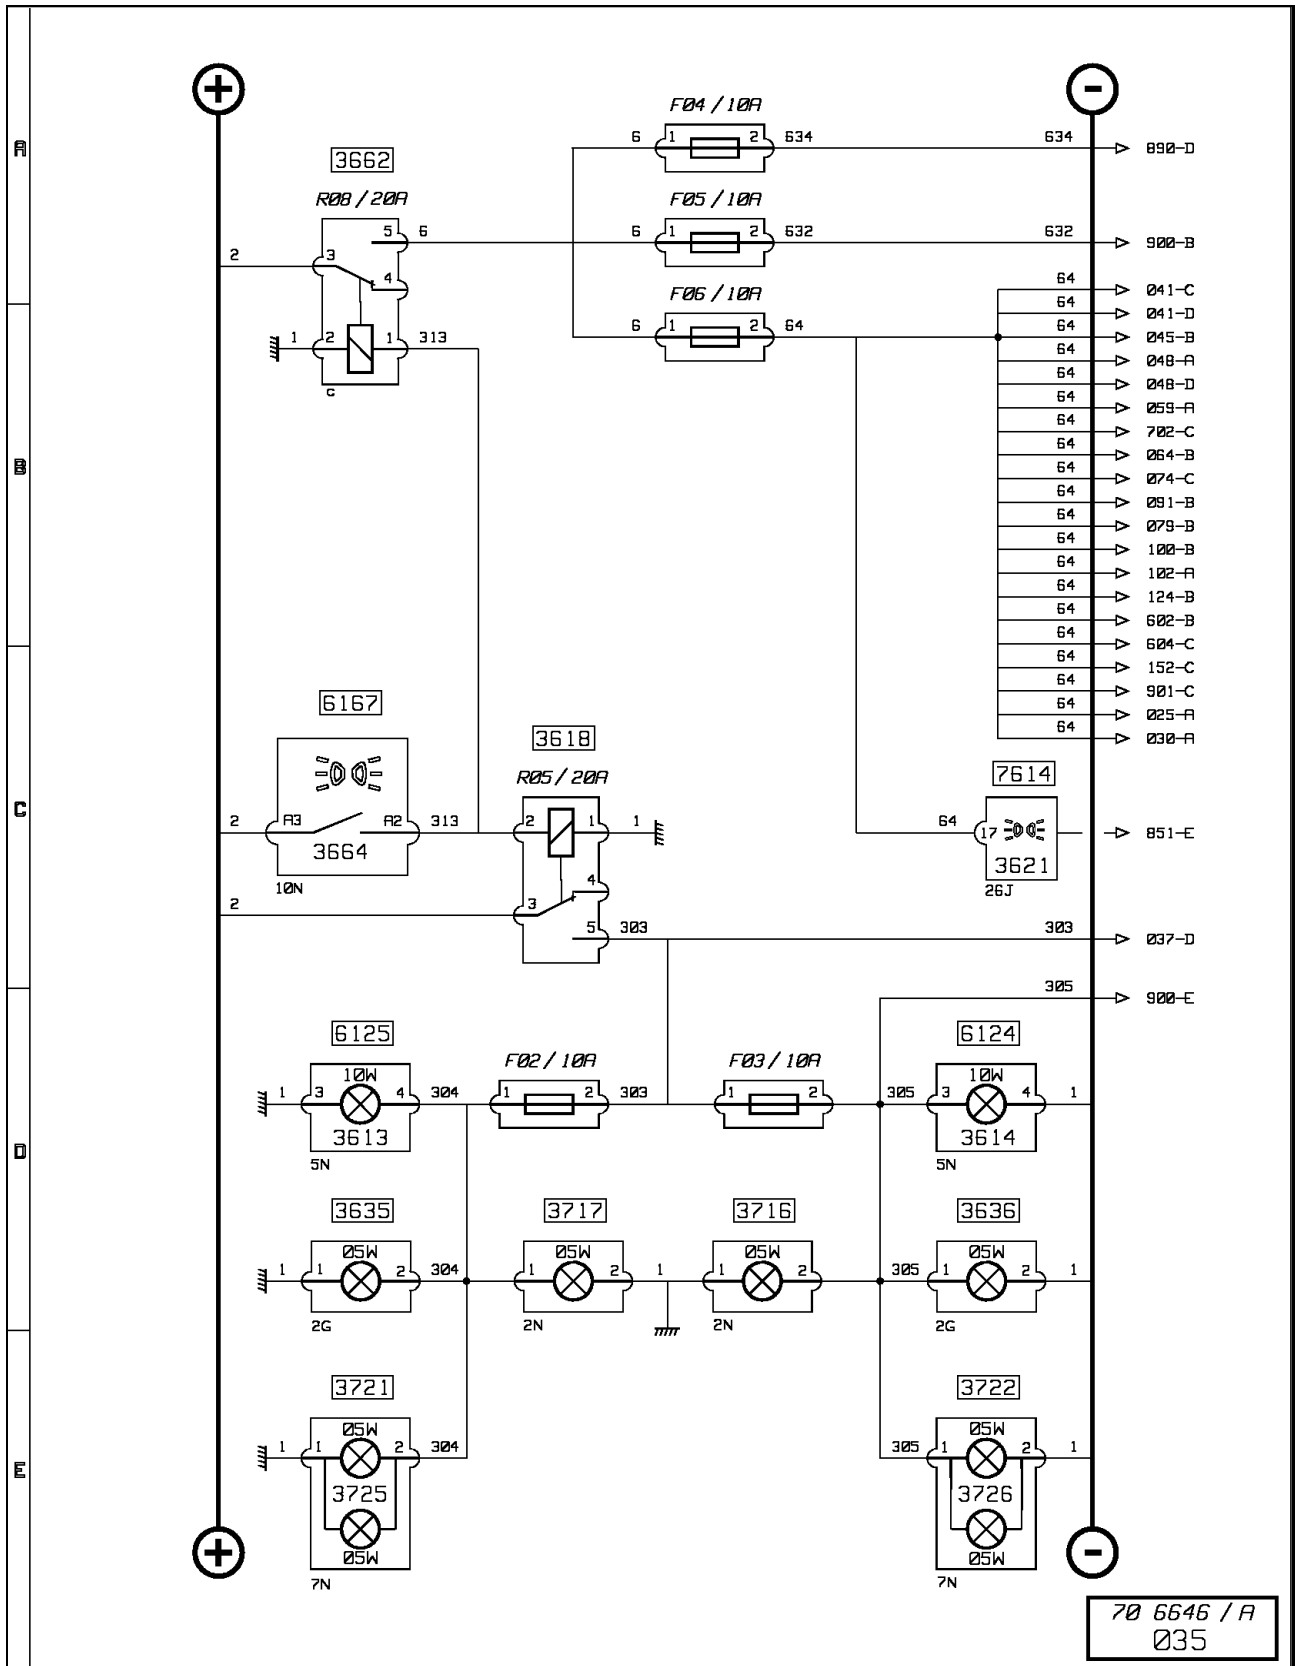 + -
F04 / 10A
A 6 1 2 634 634 890-D
3662
R08 / 20A F05 / 10A
5 6 6 1 2 632 632 900-B
2 3
4 F06 / 10A 64 041-C
64 041-D
1 2 1 313 6 1 2 64 64 045-B
64 048-A
C 64 048-D
64 059-A
64 702-C
B 64 064-B
64 074-C
64 091-B
64 079-B
64 100-B
64 102-A
64 124-B
64 602-B
64 604-C
64 152-C
6167 64 901-C
64 025-A
3618 64 030-A
R05 / 20A 7614
C
2 A3 A2 313 2 1 1 64 17 851-E
3664 3621
10N 4 26J
2 3
5 303 303 037-D
305 900-E
6125 6124
F02 / 10A F03 / 10A
10W 10W
1 3 4 304 1 2 303 1 2 305 3 4 1
3613 3614
D
5N 5N
3635 3717 3716 3636
05W 05W 05W 05W
1 1 2 304 1 2 1 1 2 305 1 2 1
2G 2N 2N 2G
3721 3722
05W 05W
1 1 2 304 305 1 2 1
E
3725 3726
05W 05W
+ -
7N 7N
70 6646 / A
035